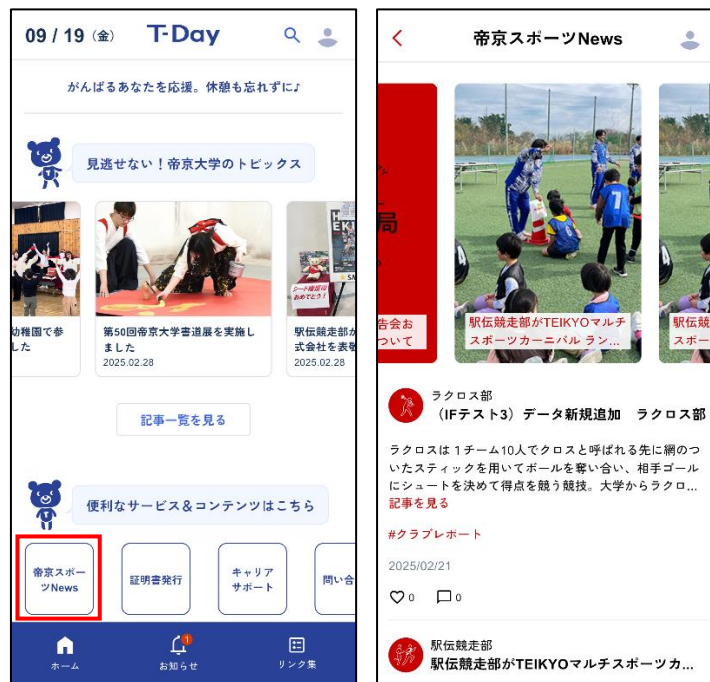 09 / 19（金）
T-Day
がんばるあなたを応援。休憩も忘れずに♪
見逃せない！帝京大学のトピックス
幼稚園で参
した
第50回帝京大学書道展を実施し
ました
2025.02.28
駅伝競走部が
式会社を表敬
2025.02.28
シード権獲得
おめでとう！
記事一覧を見る
便利なサービス＆コンテンツはこちら
帝京スポー
ツNews
証明書発行
キャリア
サポート
問い合
ホーム
1
お知らせ
リンク集
帝京スポーツNews
局
告会お
ついて
駅伝競走部がTEIKYOマルチ
スポーツカーニバル ラン...
駅伝競
スポー
ラクロス部
（IFテスト3）データ新規追加　ラクロス部
ラクロスは１チーム10人でクロスと呼ばれる先に網のつ
いたスティックを用いてボールを奪い合い、相手ゴール
にシュートを決めて得点を競う競技。大学からラクロ...
記事を見る
#クラブレポート
2025/02/21
0
0
駅伝競走部
駅伝競走部がTEIKYOマルチスポーツカ...